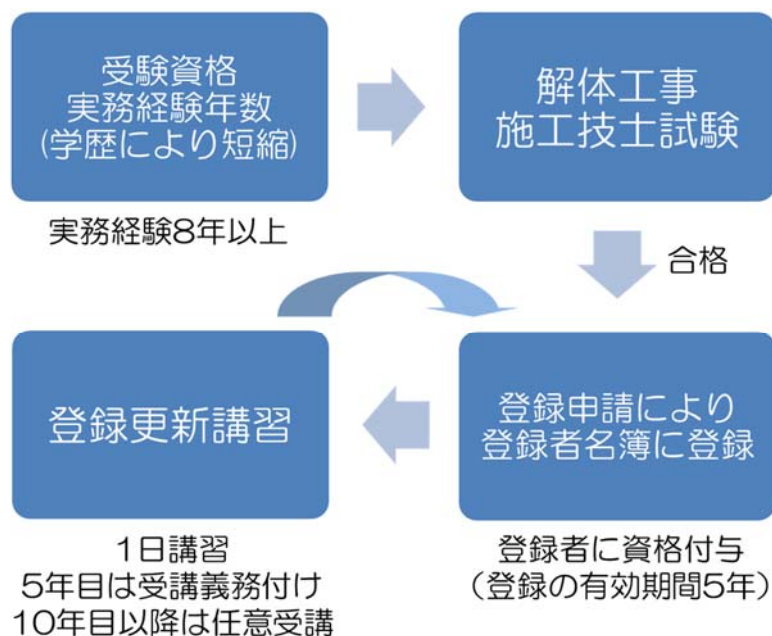 受験資格
実務経験年数
(学歴により短縮)
実務経験8年以上
解体工事
施工技士試験
合格
登録申請により
登録者名簿に登録
登録者に資格付与
（登録の有効期間5年）
登録更新講習
1日講習
5年目は受講義務付け
10年目以降は任意受講